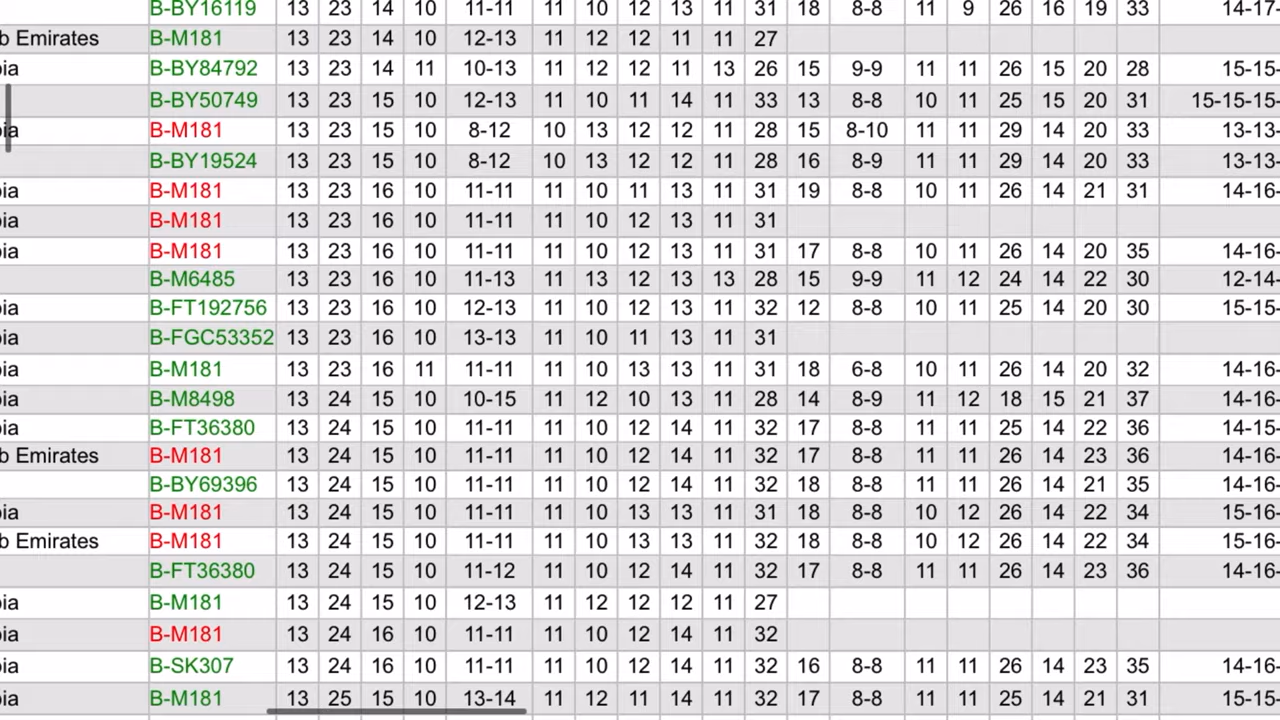 B-BY16119 13 23 14 10 11-11 11 10 12 13 11 31 18 8-8 11 9 26 16 19 33 14-17-
b Emirates B-M181 13 23 14 10 12-13 11 12 12 11 11 27
bia B-BY84792 13 23 14 11 10-13 11 12 12 11 13 26 15 9-9 11 11 26 15 20 28 15-15-
B-BY50749 13 23 15 10 12-13 11 10 11 14 11 33 13 8-8 10 11 25 15 20 31 15-15-15-
bia B-M181 13 23 15 10 8-12 10 13 12 12 11 28 15 8-10 11 11 29 14 20 33 13-13-
B-BY19524 13 23 15 10 8-12 10 13 12 12 11 28 16 8-9 11 11 29 14 20 33 13-13-
bia B-M181 13 23 16 10 11-11 11 10 11 13 11 31 19 8-8 10 11 26 14 21 31 14-16-
bia B-M181 13 23 16 10 11-11 11 10 12 13 11 31
bia B-M181 13 23 16 10 11-11 11 10 12 13 11 31 17 8-8 10 11 26 14 20 35 14-16-
B-M6485 13 23 16 10 11-13 11 13 12 13 13 28 15 9-9 11 12 24 14 22 30 12-14-
bia B-FT192756 13 23 16 10 12-13 11 10 12 13 11 32 12 8-8 10 11 25 14 20 30 15-15-
bia B-FGC53352 13 23 16 10 13-13 11 10 11 13 11 31
bia B-M181 13 23 16 11 11-11 11 10 13 13 11 31 18 6-8 10 11 26 14 20 32 14-16-
bia B-M8498 13 24 15 10 10-15 11 12 10 13 11 28 14 8-9 11 12 18 15 21 37 14-16-
bia B-FT36380 13 24 15 10 11-11 11 10 12 14 11 32 17 8-8 11 11 25 14 22 36 14-15-
b Emirates B-M181 13 24 15 10 11-11 11 10 12 14 11 32 17 8-8 11 11 26 14 23 36 14-16-
B-BY69396 13 24 15 10 11-11 11 10 12 14 11 32 18 8-8 11 11 26 14 21 35 14-16-
bia B-M181 13 24 15 10 11-11 11 10 13 13 11 31 18 8-8 10 12 26 14 22 34 15-16-
b Emirates B-M181 13 24 15 10 11-11 11 10 13 13 11 32 18 8-8 10 12 26 14 22 34 15-16-
B-FT36380 13 24 15 10 11-12 11 10 12 14 11 32 17 8-8 11 11 26 14 23 36 14-16-
bia B-M181 13 24 15 10 12-13 11 12 12 12 11 27
bia B-M181 13 24 16 10 11-11 11 10 12 14 11 32
bia B-SK307 13 24 16 10 11-11 11 10 12 14 11 32 16 8-8 11 11 26 14 23 35 14-16-
bia B-M181 13 25 15 10 13-14 11 12 11 14 11 32 17 8-8 11 11 25 14 21 31 15-15-